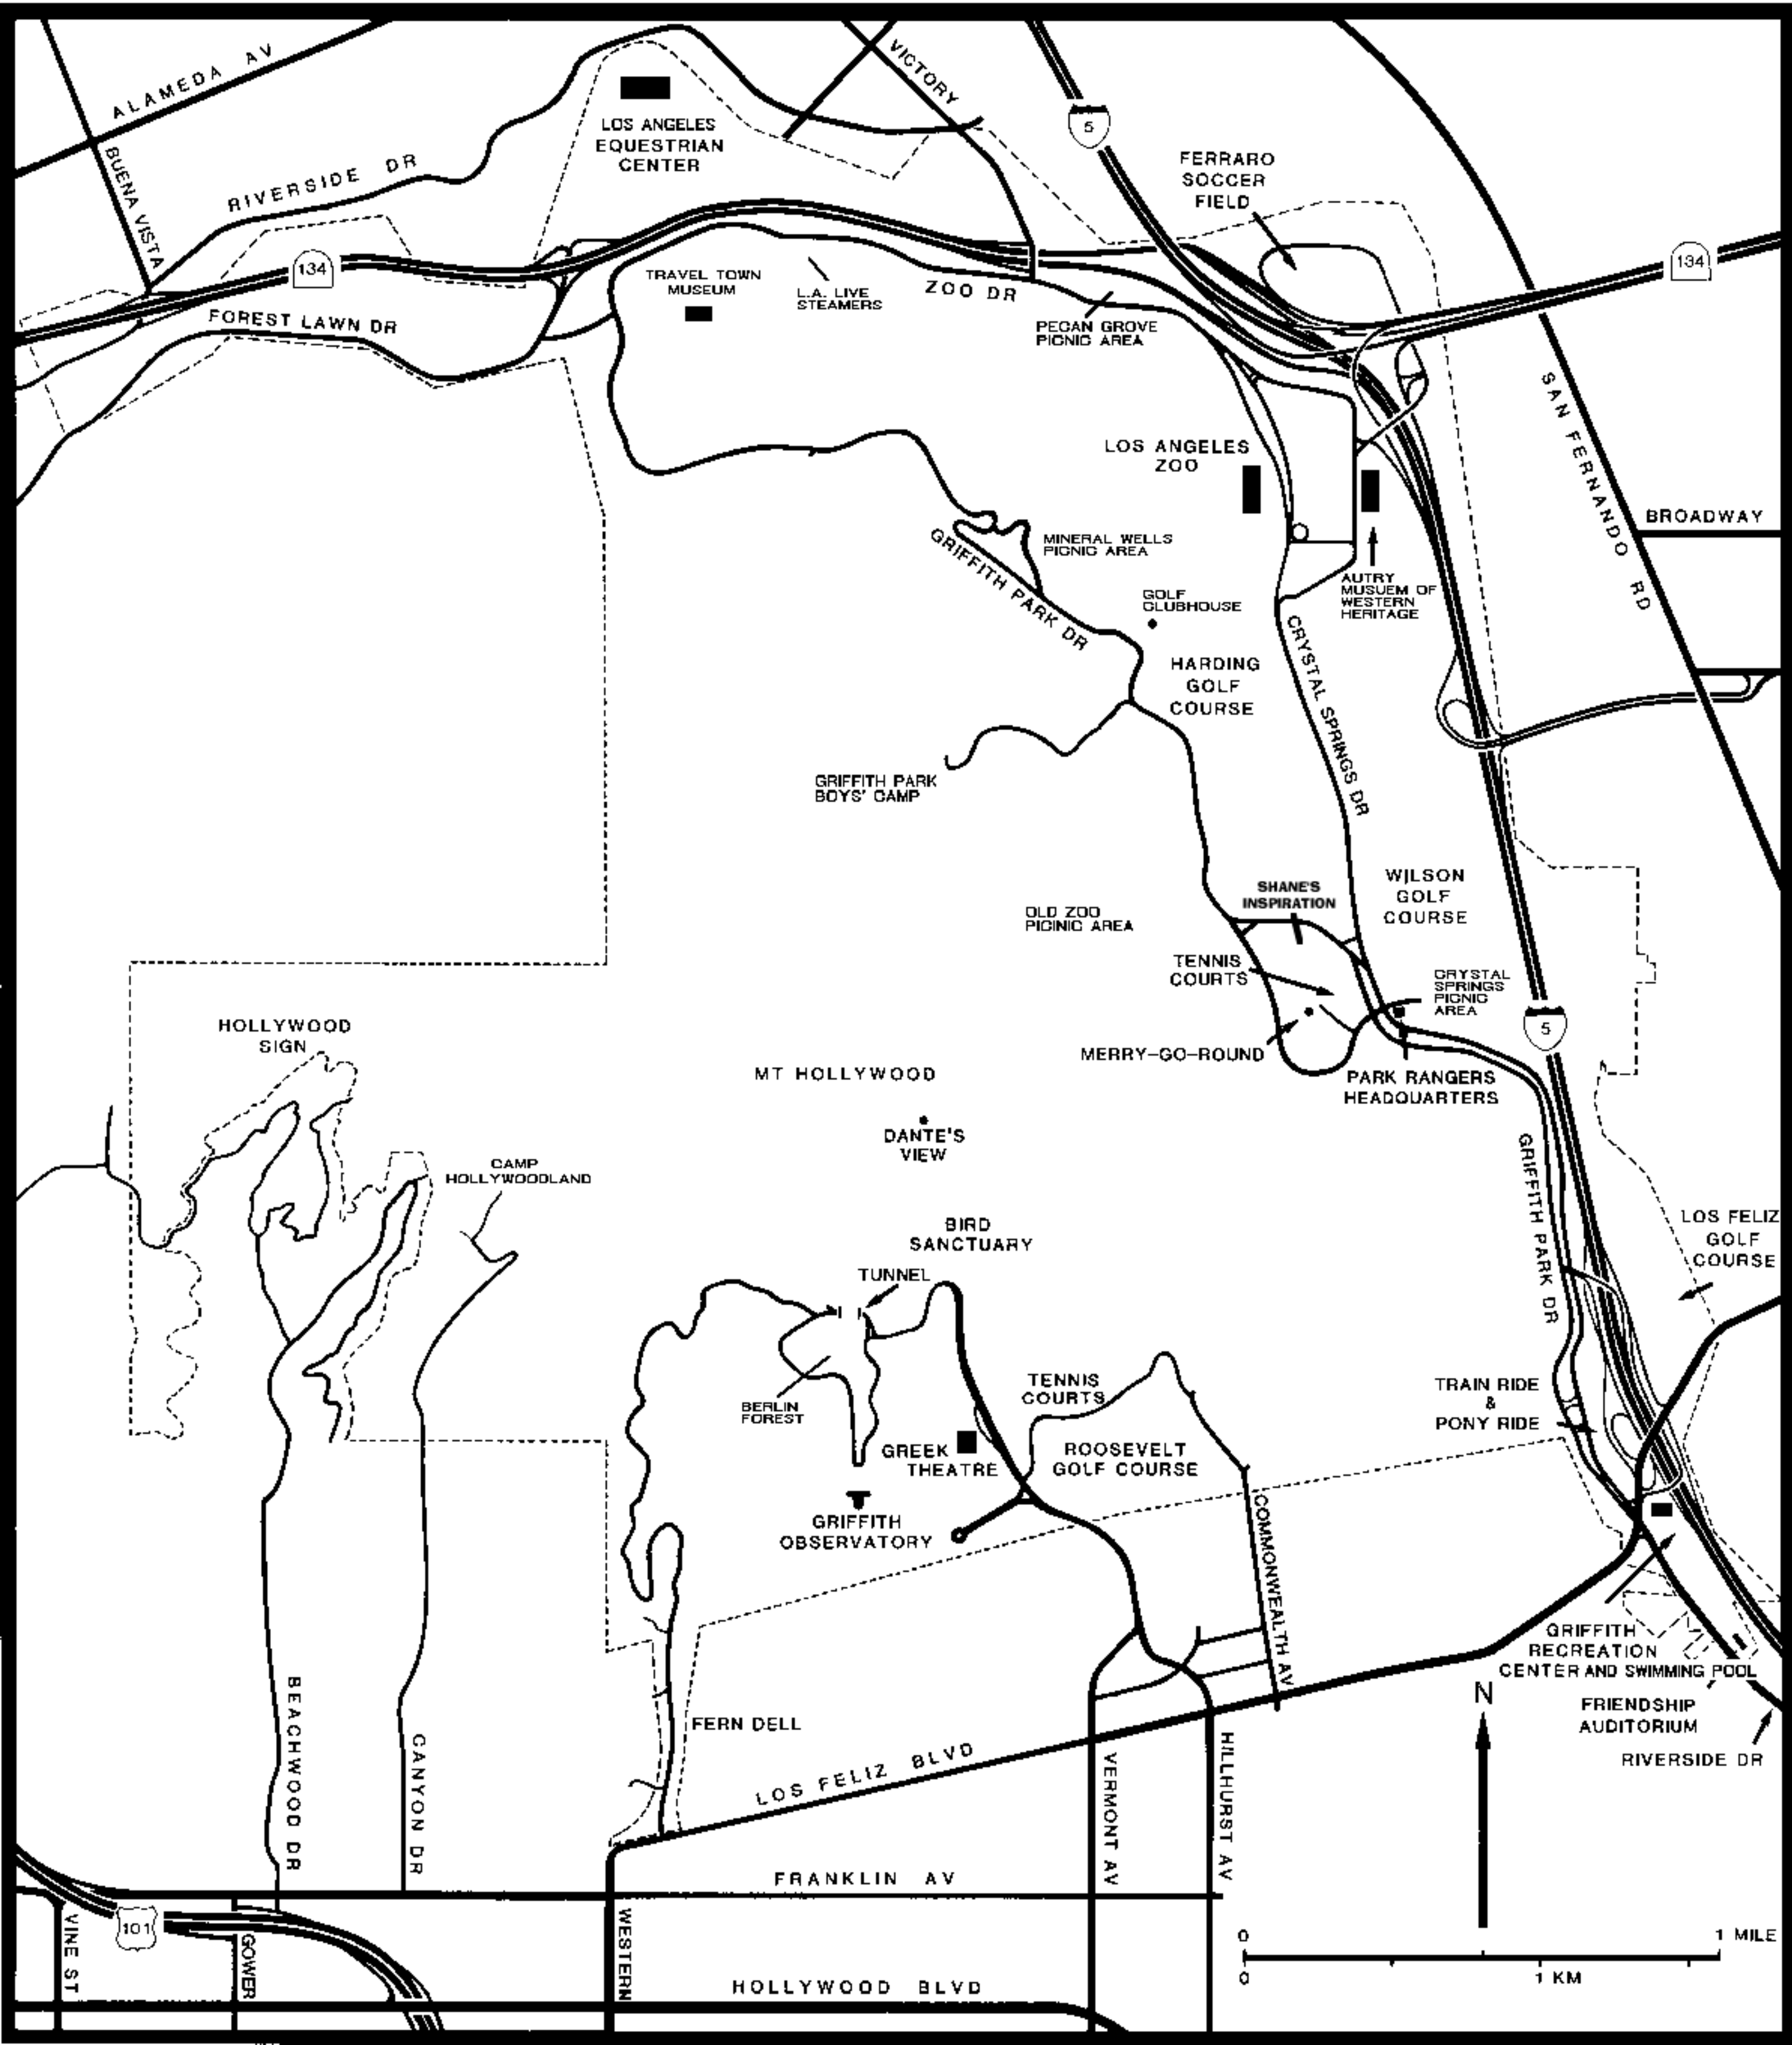 ALAMEDA AV
VICTORY
5
LOS ANGELES
EQUESTRIAN
CENTER
BUENA VISTA
RIVERSIDE DR
FERRARO
SOCCER
FIELD
134
134
TRAVEL TOWN
MUSEUM
L.A. LIVE
STEAMERS
ZOO DR
FOREST LAWN DR
PECAN GROVE
PICNIC AREA
SAN FERNANDO RD
LOS ANGELES
ZOO
BROADWAY
MINERAL WELLS
PICNIC AREA
GRIFFITH PARK DR
AUTRY
MUSUEM OF
WESTERN
HERITAGE
GOLF
CLUBHOUSE
CRYSTAL SPRINGS DR
HARDING
GOLF
COURSE
GRIFFITH PARK
BOYS' CAMP
WILSON
GOLF
COURSE
SHANE'S
INSPIRATION
OLD ZOO
PICINIC AREA
TENNIS
COURTS
CRYSTAL
SPRINGS
PICNIC
AREA
5
HOLLYWOOD
SIGN
MERRY-GO-ROUND
MT HOLLYWOOD
PARK RANGERS
HEADQUARTERS
DANTE'S
VIEW
GRIFFITH PARK DR
CAMP
HOLLYWOODLAND
BIRD
SANCTUARY
LOS FELIZ
GOLF
COURSE
TUNNEL
TENNIS
COURTS
TRAIN RIDE
&
PONY RIDE
BERLIN
FOREST
GREEK
THEATRE
ROOSEVELT
GOLF COURSE
GRIFFITH
OBSERVATORY
COMMONWEALTH AV
GRIFFITH
RECREATION
CENTER AND SWIMMING POOL
N
FRIENDSHIP
AUDITORIUM
RIVERSIDE DR
BEACHWOOD DR
CANYON DR
FERN DELL
LOS FELIZ BLVD
VERMONT AV
HILLHURST AV
FRANKLIN AV
101
VINE ST
GOWER
WESTERN
0 1 MILE
0 1 KM
HOLLYWOOD BLVD